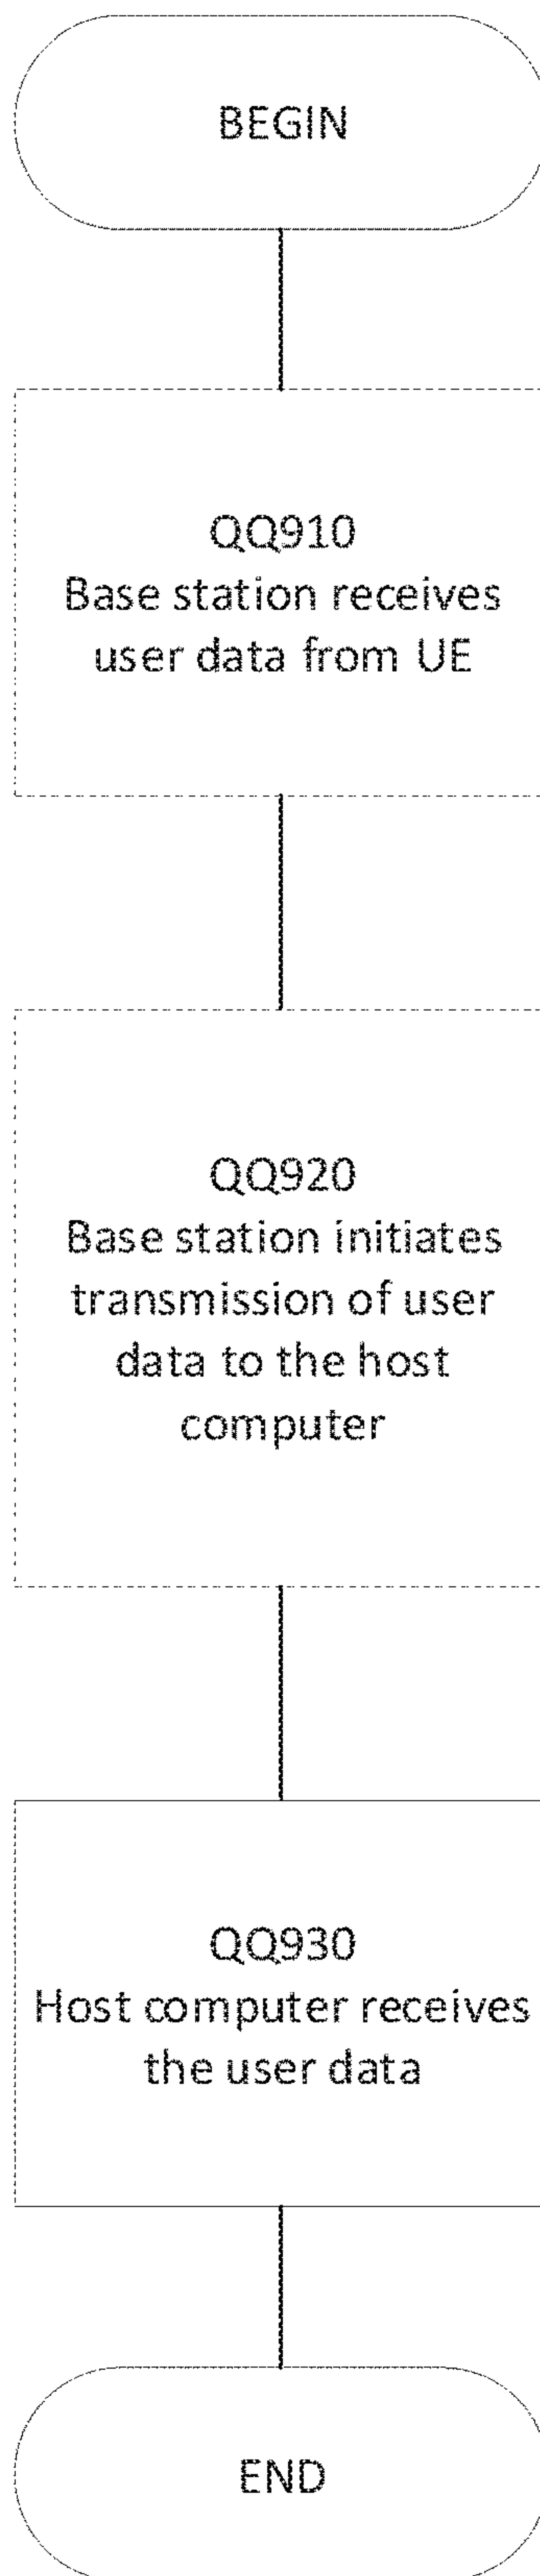 BEGIN
QQ910
Base station receives
user data from UE
QQ920
Base station initiates
transmission of user
data to the host
computer
QQ930
Host computer receives
the user data
END